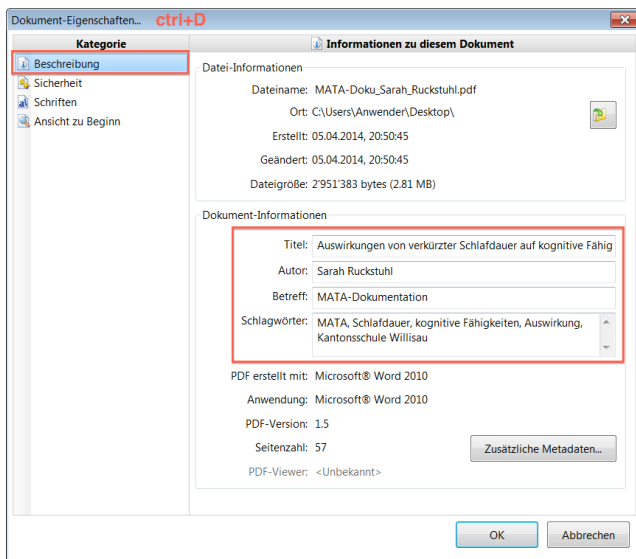 Dokument-Eigenschaften... ctrl+D
Kategorie
Beschreibung
Sicherheit
Schriften
Ansicht zu Beginn
Informationen zu diesem Dokument
Datei-Informationen
Dateiname: MATA-Doku_Sarah_Ruckstuhl.pdf
Ort: C:\Users\Anwender\Desktop\
Erstellt: 05.04.2014, 20:50:45
Geändert: 05.04.2014, 20:50:45
Dateigröße: 2'951'383 bytes (2.81 MB)
Dokument-Informationen
Titel: Auswirkungen von verkürzter Schlafdauer auf kognitive Fähig
Autor: Sarah Ruckstuhl
Betreff: MATA-Dokumentation
Schlagwörter: MATA, Schlafdauer, kognitive Fähigkeiten, Auswirkung,
Kantonsschule Willisau
PDF erstellt mit: Microsoft® Word 2010
Anwendung: Microsoft® Word 2010
PDF-Version: 1.5
Seitenzahl: 57
Zusätzliche Metadaten...
PDF-Viewer: <Unbekannt>
OK
Abbrechen